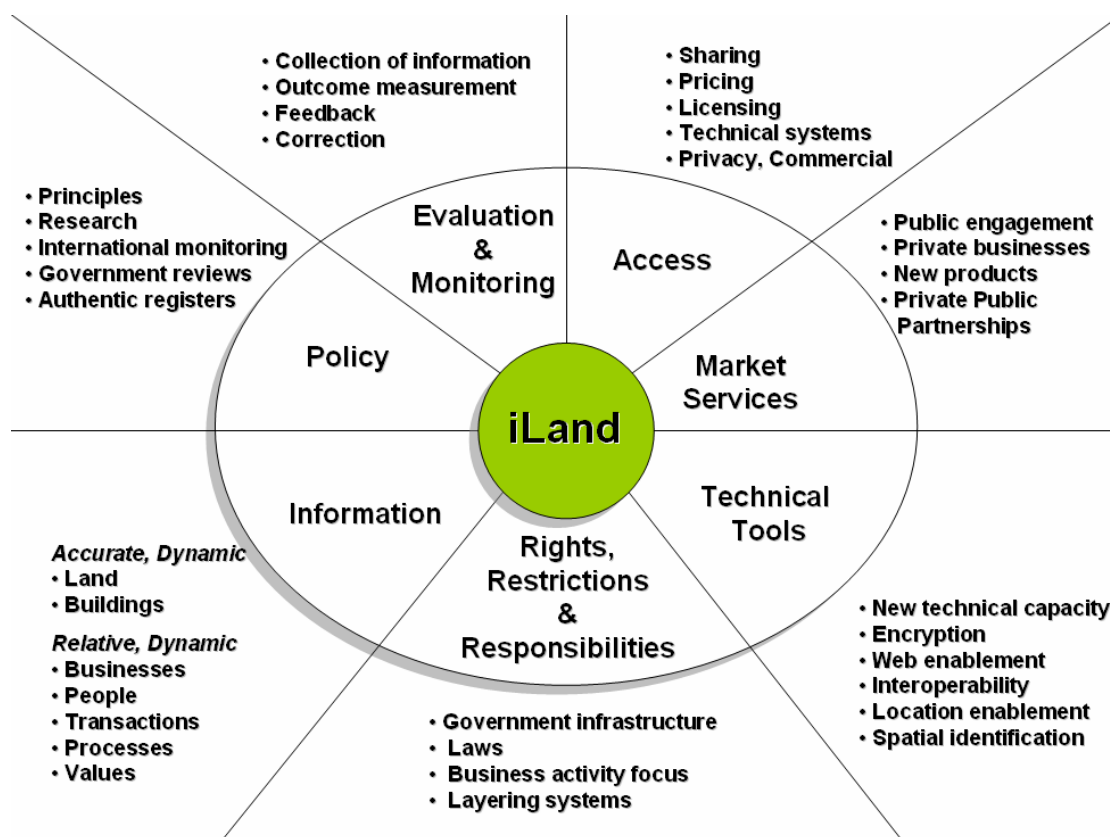 • Collection of information
• Outcome measurement
• Feedback
• Correction
• Sharing
• Pricing
• Licensing
• Technical systems
• Privacy, Commercial
• Principles
• Research
• International monitoring
• Government reviews
• Authentic registers
Evaluation
&
Monitoring
Access
• Public engagement
• Private businesses
• New products
• Private Public
Partnerships
Policy
Market
Services
iLand
Information
Technical
Tools
Rights,
Restrictions
&
Responsibilities
Accurate, Dynamic
• Land
• Buildings
Relative, Dynamic
• Businesses
• People
• Transactions
• Processes
• Values
• Government infrastructure
• Laws
• Business activity focus
• Layering systems
• New technical capacity
• Encryption
• Web enablement
• Interoperability
• Location enablement
• Spatial identification